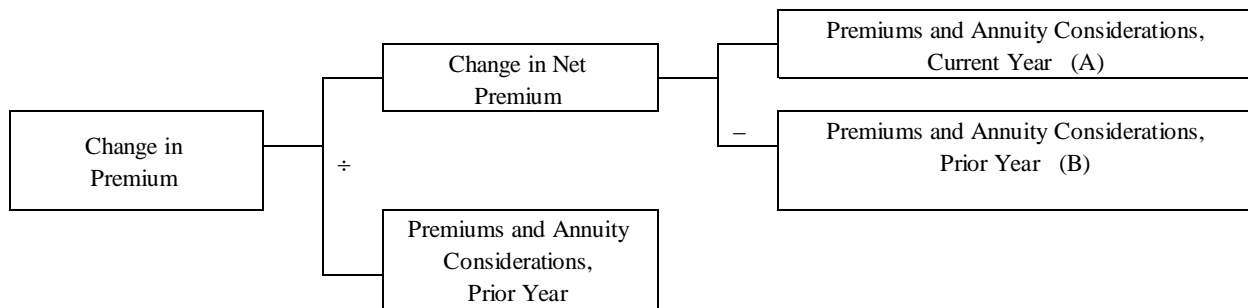 Change in
Premium
÷
Change in Net
Premium
Premiums and Annuity
Considerations,
Prior Year
–
Premiums and Annuity Considerations,
Current Year (A)
Premiums and Annuity Considerations,
Prior Year (B)